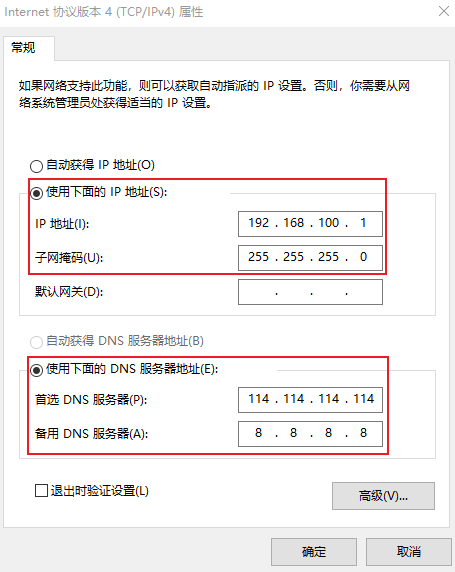 Internet 协议版本 4 (TCP/IPv4) 属性
常规
如果网络支持此功能，则可以获取自动指派的 IP 设置。否则，你需要从网
络系统管理员处获得适当的 IP 设置。
自动获得 IP 地址(O)
使用下面的 IP 地址(S):
IP 地址(I): 192 . 168 . 100 . 1
子网掩码(U): 255 . 255 . 255 . 0
默认网关(D): . . .
自动获得 DNS 服务器地址(B)
使用下面的 DNS 服务器地址(E):
首选 DNS 服务器(P): 114 . 114 . 114 . 114
备用 DNS 服务器(A): 8 . 8 . 8 . 8
退出时验证设置(L)
高级(V)...
确定 取消